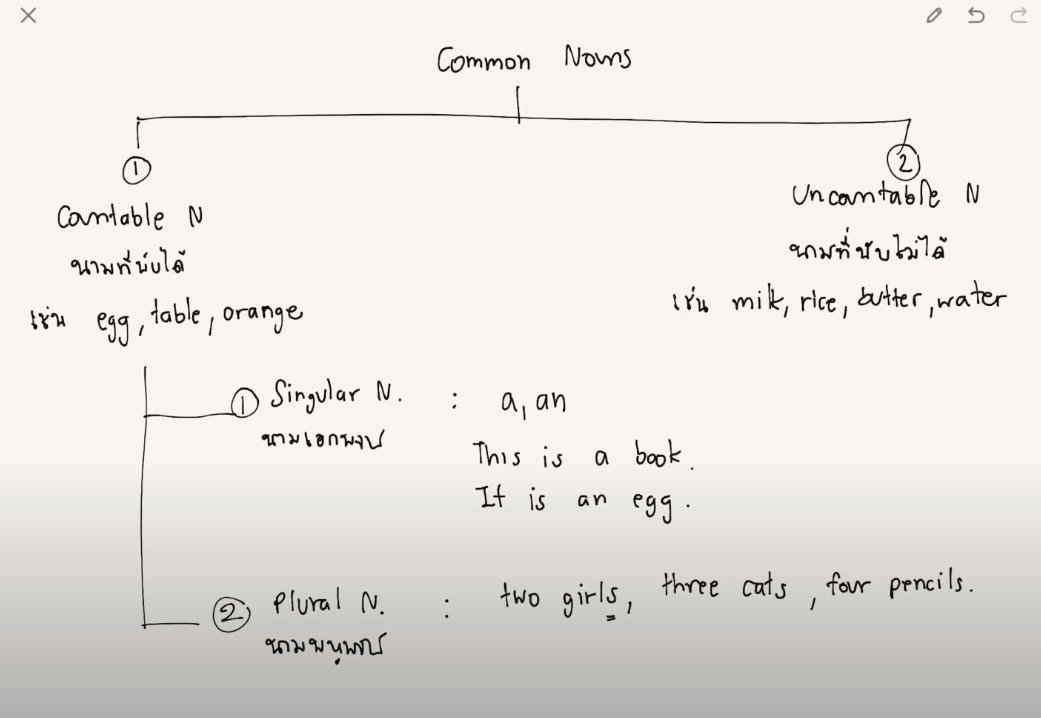 Common Nouns
①
Countable N
นามที่นับได้
เช่น egg, table, orange
②
Uncountable N
นามที่นับไม่ได้
เช่น milk, rice, butter, water
① Singular N. : a, an
นามเอกพจน์
This is a book.
It is an egg.
② Plural N. : two girls, three cats, four pencils.
นามพหูพจน์